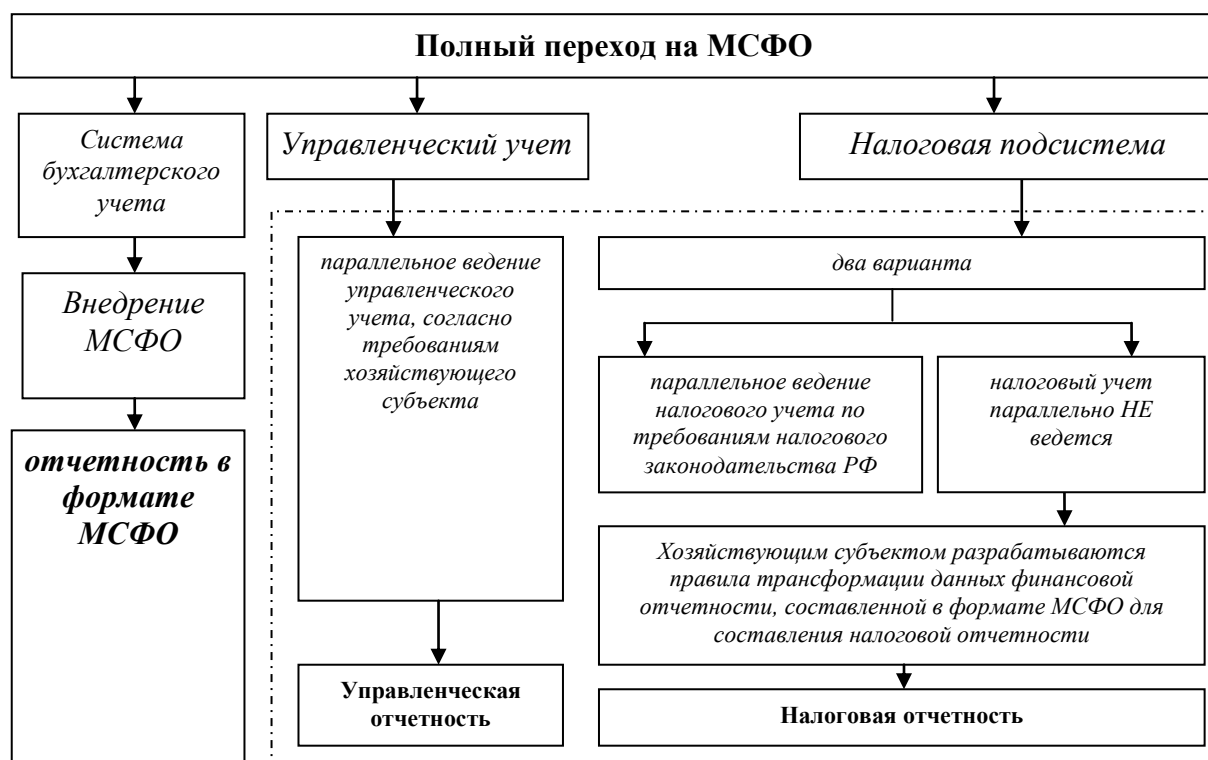 Полный переход на МСФО
Система
бухгалтерского
учета
Управленческий учет
Налоговая подсистема
Внедрение
МСФО
отчетность в
формате
МСФО
параллельное ведение
управленческого
учета, согласно
требованиям
хозяйствующего
субъекта
два варианта
параллельное ведение
налогового учета по
требованиям налогового
законодательства РФ
налоговый учет
параллельно НЕ
ведется
Хозяйствующим субъектом разрабатываются
правила трансформации данных финансовой
отчетности, составленной в формате МСФО для
составления налоговой отчетности
Управленческая
отчетность
Налоговая отчетность